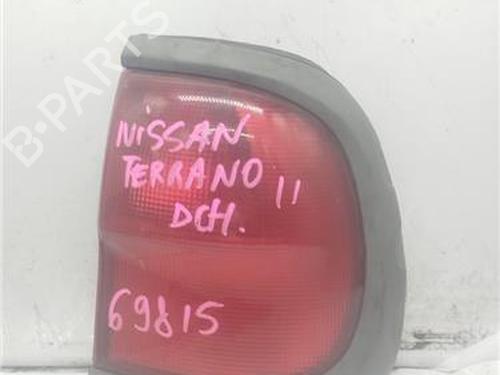 B-PARTS
NISSAN
TERRANO II
DCH.
69815